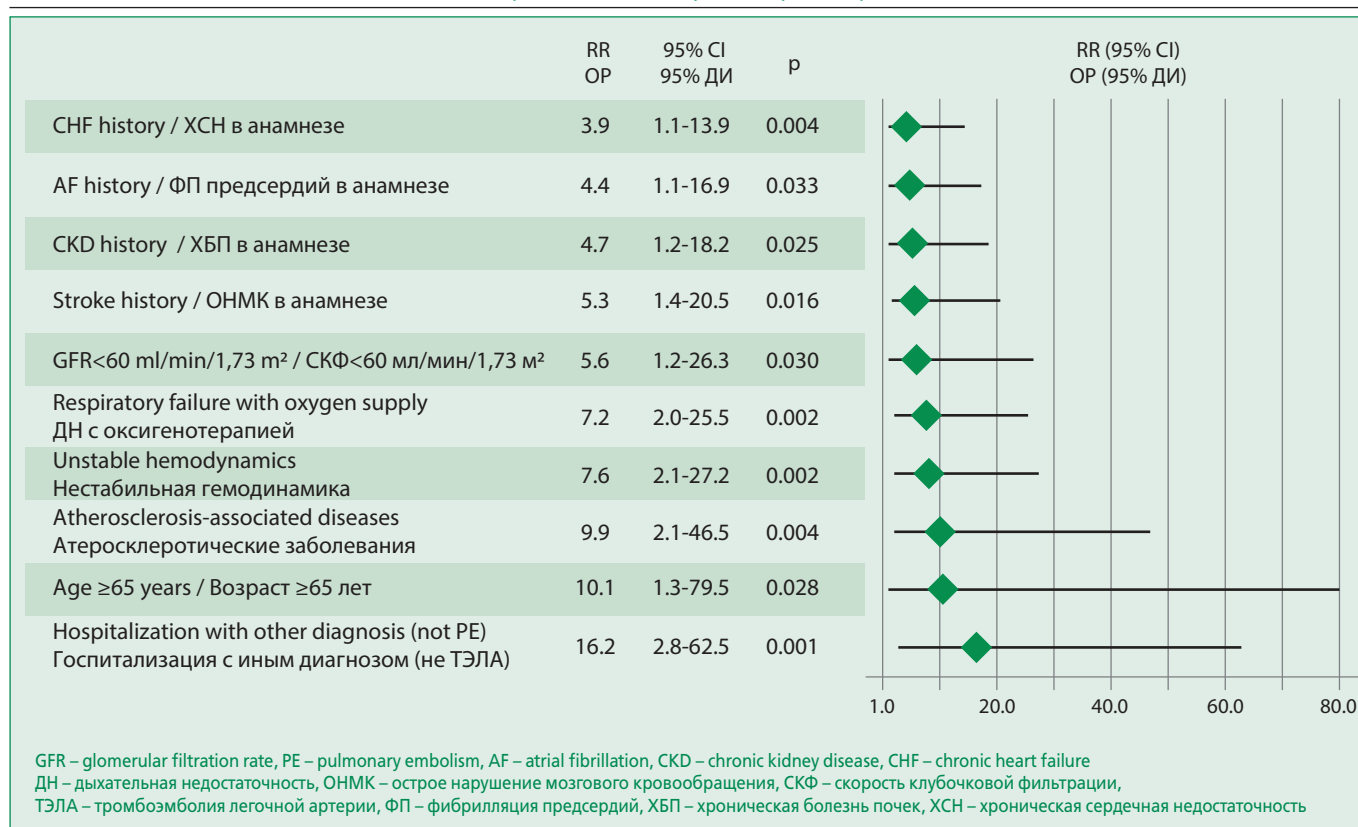 RR 95% CI p RR (95% CI)
ОР 95% ДИ ОР (95% ДИ)
CHF history / ХСН в анамнезе 3.9 1.1-13.9 0.004
AF history / ФП предсердий в анамнезе 4.4 1.1-16.9 0.033
CKD history / ХБП в анамнезе 4.7 1.2-18.2 0.025
Stroke history / ОНМК в анамнезе 5.3 1.4-20.5 0.016
GFR<60 ml/min/1,73 m² / СКФ<60 мл/мин/1,73 м² 5.6 1.2-26.3 0.030
Respiratory failure with oxygen supply
ДН с оксигенотерапией 7.2 2.0-25.5 0.002
Unstable hemodynamics
Нестабильная гемодинамика 7.6 2.1-27.2 0.002
Atherosclerosis-associated diseases
Атеросклеротические заболевания 9.9 2.1-46.5 0.004
Age ≥65 years / Возраст ≥65 лет 10.1 1.3-79.5 0.028
Hospitalization with other diagnosis (not PE)
Госпитализация с иным диагнозом (не ТЭЛА) 16.2 2.8-62.5 0.001
1.0 20.0 40.0 60.0 80.0
GFR – glomerular filtration rate, PE – pulmonary embolism, AF – atrial fibrillation, CKD – chronic kidney disease, CHF – chronic heart failure
ДН – дыхательная недостаточность, ОНМК – острое нарушение мозгового кровообращения, СКФ – скорость клубочковой фильтрации,
ТЭЛА – тромбоэмболия легочной артерии, ФП – фибрилляция предсердий, ХБП – хроническая болезнь почек, ХСН – хроническая сердечная недостаточность